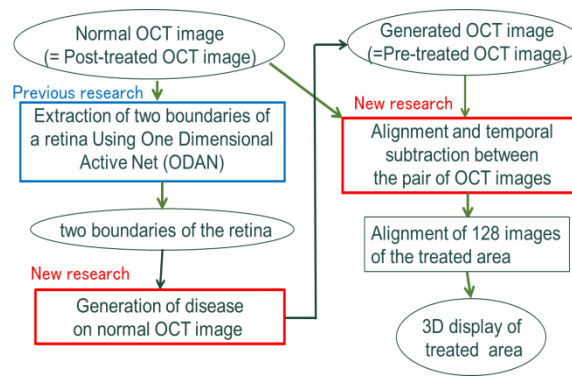 Normal OCT image
(= Post-treated OCT image)
Previous research
Extraction of two boundaries of
a retina Using One Dimensional
Active Net (ODAN)
two boundaries of the retina
New research
Generation of disease
on normal OCT image
Generated OCT image
(=Pre-treated OCT image)
New research
Alignment and temporal
subtraction between
the pair of OCT images
Alignment of 128 images
of the treated area
3D display of
treated area